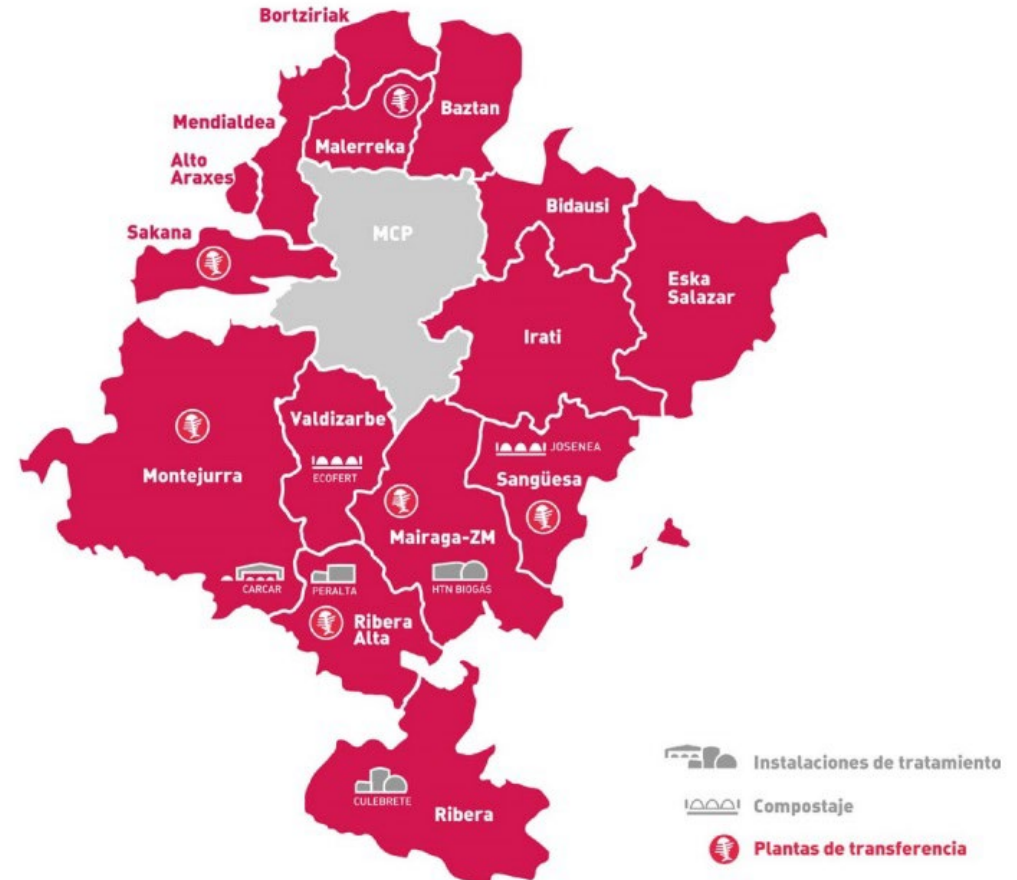 Bortziriak
Baztan
Mendialdea
Malerreka
Alto
Araxes
Bidausi
Sakana
MCP
Eska
Salazar
Irati
Valdizarbe
ECOFERT
JOSENEA
Sangüesa
Montejurra
Mairaga-ZM
CARCAR
PERALTA
HTN BIOGÁS
Ribera
Alta
CULEBRETE
Ribera
Instalaciones de tratamiento
Compostaje
Plantas de transferencia